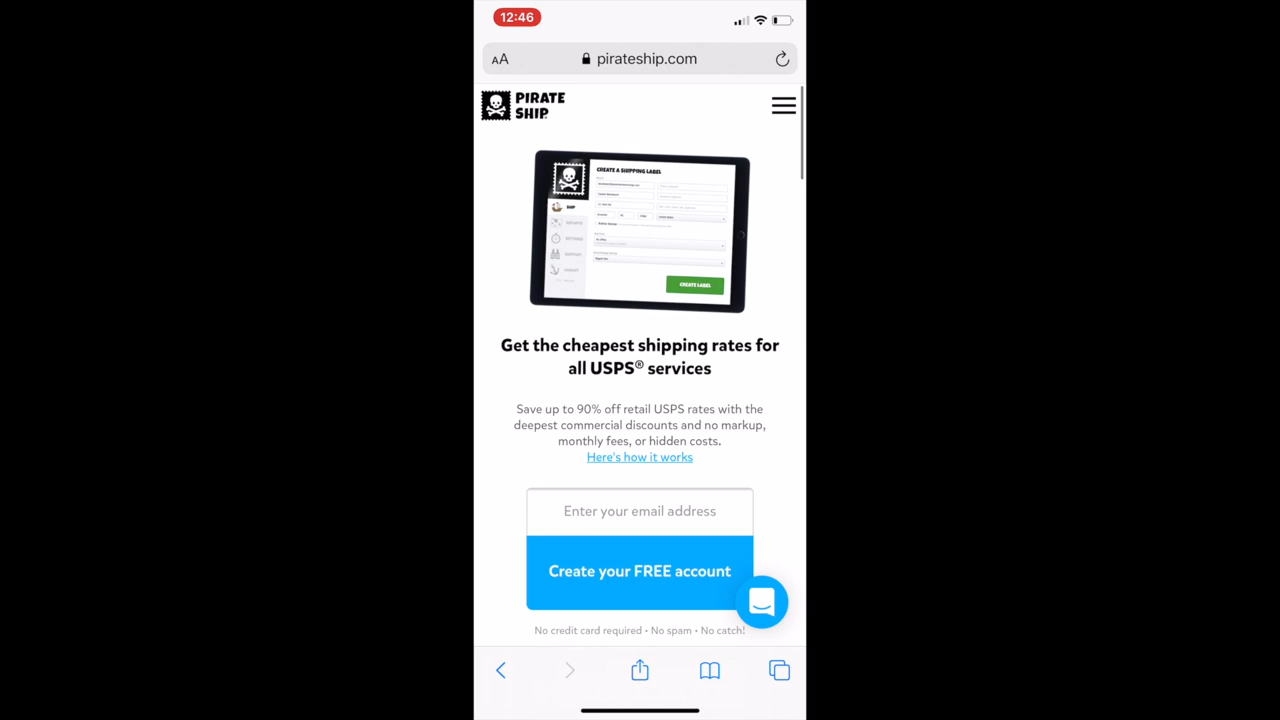 12:46
AA pirateship.com
PIRATE
SHIP
CREATE A SHIPPING LABEL
SHIP
CREATE LABEL
Get the cheapest shipping rates for
all USPS® services
Save up to 90% off retail USPS rates with the
deepest commercial discounts and no markup,
monthly fees, or hidden costs.
Here's how it works
Enter your email address
Create your FREE account
No credit card required • No spam • No catch!